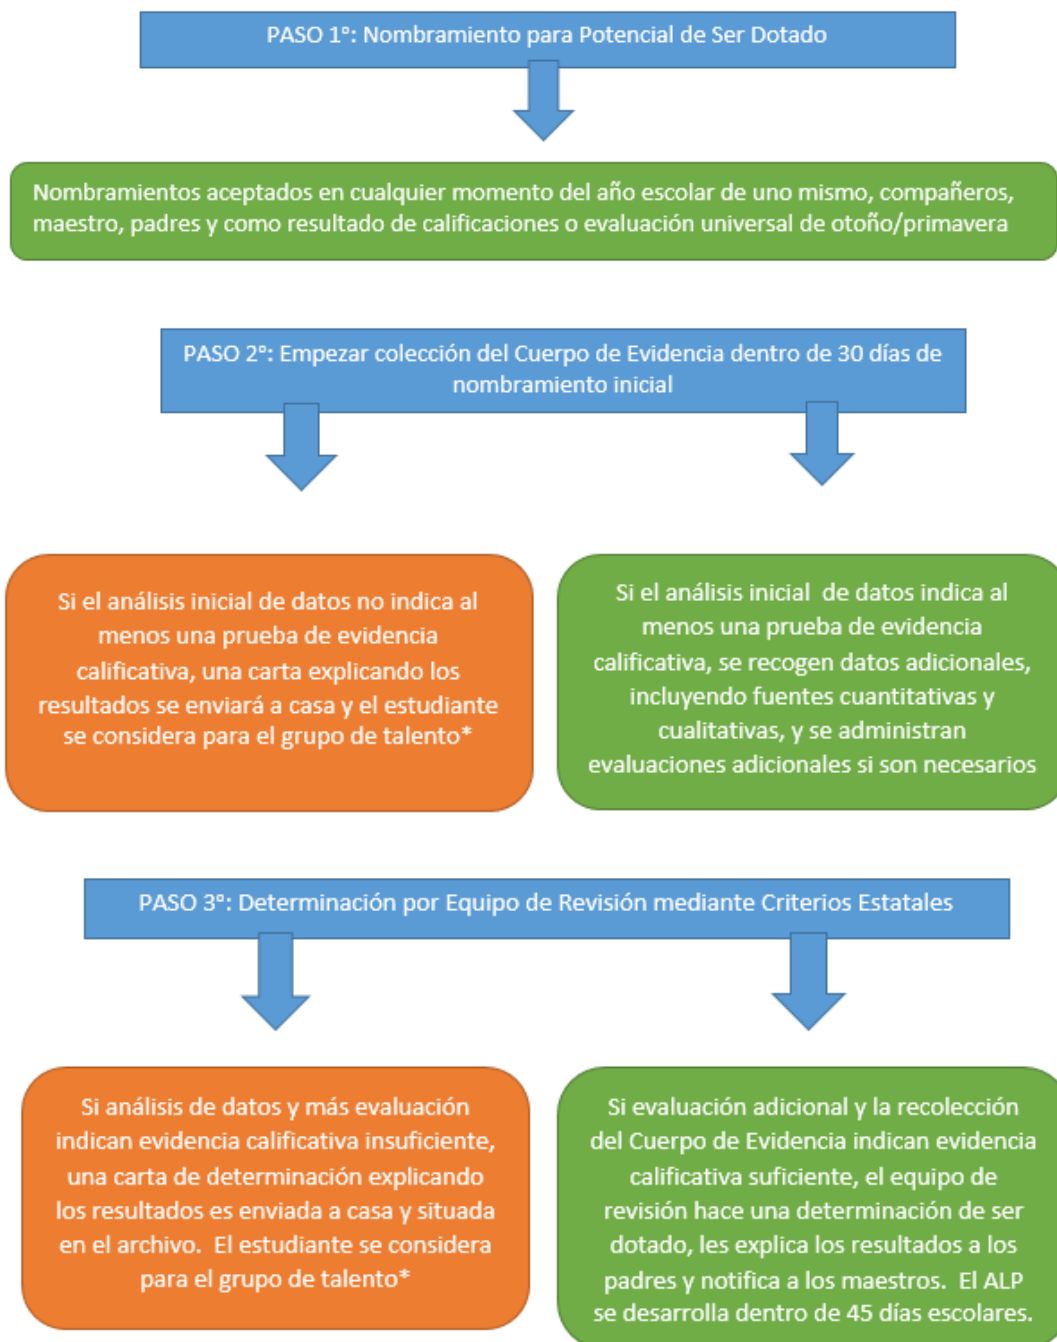 PASO 1°: Nombramiento para Potencial de Ser Dotado
Nombramientos aceptados en cualquier momento del año escolar de uno mismo, compañeros,
maestro, padres y como resultado de calificaciones o evaluación universal de otoño/primavera
PASO 2°: Empezar colección del Cuerpo de Evidencia dentro de 30 días de
nombramiento inicial
Si el análisis inicial de datos no indica al
menos una prueba de evidencia
calificativa, una carta explicando los
resultados se enviará a casa y el estudiante
se considera para el grupo de talento*
Si el análisis inicial  de datos indica al
menos una prueba de evidencia
calificativa, se recogen datos adicionales,
incluyendo fuentes cuantitativas y
cualitativas, y se administran
evaluaciones adicionales si son necesarios
PASO 3°: Determinación por Equipo de Revisión mediante Criterios Estatales
Si análisis de datos y más evaluación
indican evidencia calificativa insuficiente,
una carta de determinación explicando
los resultados es enviada a casa y situada
en el archivo.  El estudiante se considera
para el grupo de talento*
Si evaluación adicional y la recolección
del Cuerpo de Evidencia indican evidencia
calificativa suficiente, el equipo de
revisión hace una determinación de ser
dotado, les explica los resultados a los
padres y notifica a los maestros.  El ALP
se desarrolla dentro de 45 días escolares.